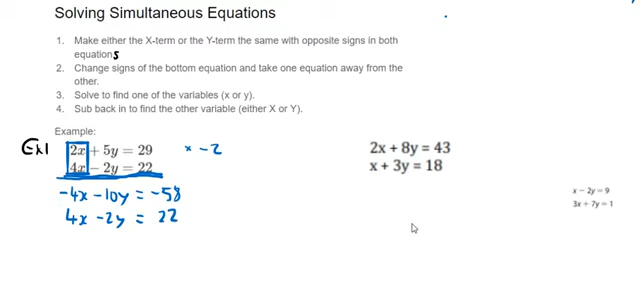 Solving Simultaneous Equations
1. Make either the X-term or the Y-term the same with opposite signs in both
equations
2. Change signs of the bottom equation and take one equation away from the
other.
3. Solve to find one of the variables (x or y).
4. Sub back in to find the other variable (either X or Y).
Example:
Ex1 2x + 5y = 29 x -2
4x - 2y = 22
-4x -10y = -58
4x -2y = 22
2x + 8y = 43
x + 3y = 18
x - 2y = 9
3x + 7y = 1